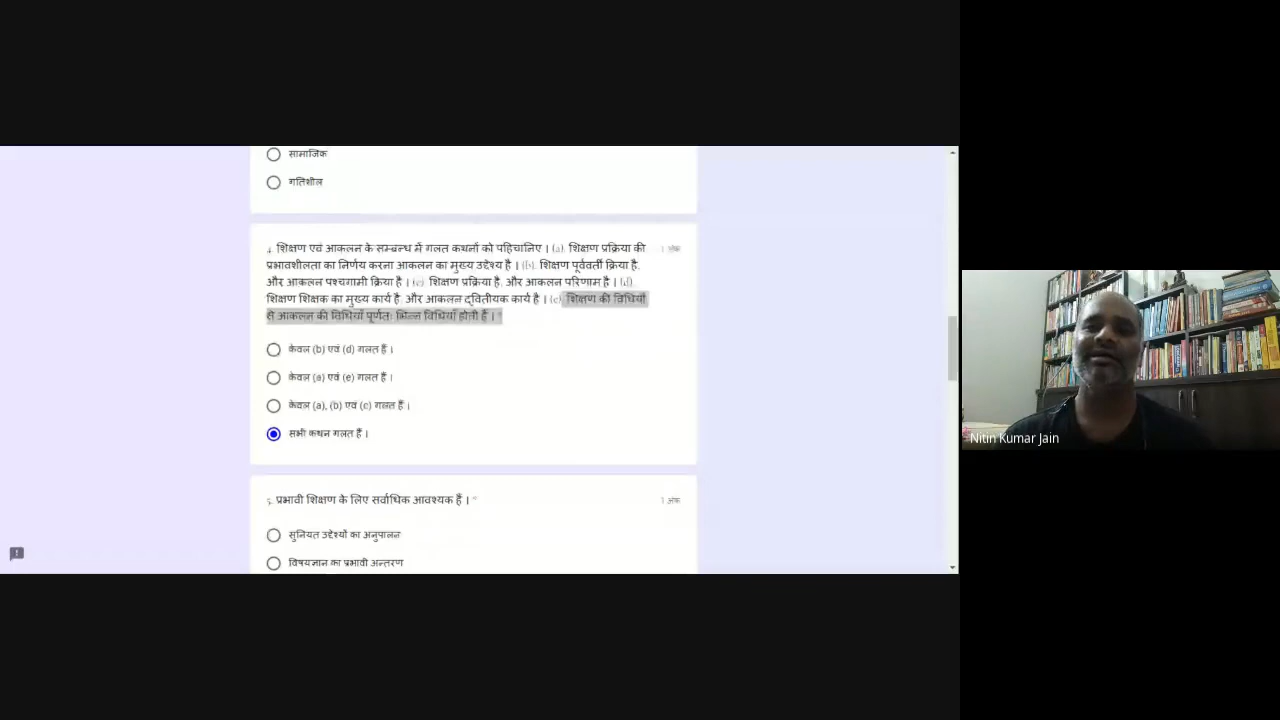 सामाजिक
गतिशील
4. शिक्षण एवं आकलन के सम्बन्ध में गलत कथनों को पहिचानिए । (a). शिक्षण प्रक्रिया की
1 अंक
प्रभावशीलता का निर्णय करना आकलन का मुख्य उद्देश्य है । (b). शिक्षण पूर्ववर्ती क्रिया है,
और आकलन पश्चगामी क्रिया है । (c). शिक्षण प्रक्रिया है, और आकलन परिणाम है । (d).
शिक्षण शिक्षक का मुख्य कार्य है, और आकलन द्वितीयक कार्य है । (e). शिक्षण की विधियों
से आकलन की विधियाँ पूर्णतः भिन्न विधियाँ होती हैं । *
केवल (b) एवं (d) गलत हैं ।
केवल (a) एवं (e) गलत हैं ।
केवल (a), (b) एवं (c) गलत हैं ।
सभी कथन गलत हैं ।
5. प्रभावी शिक्षण के लिए सर्वाधिक आवश्यक हैं । *
1 अंक
सुनियत उद्देश्यों का अनुपालन
विषयज्ञान का प्रभावी अन्तरण
Nitin Kumar Jain